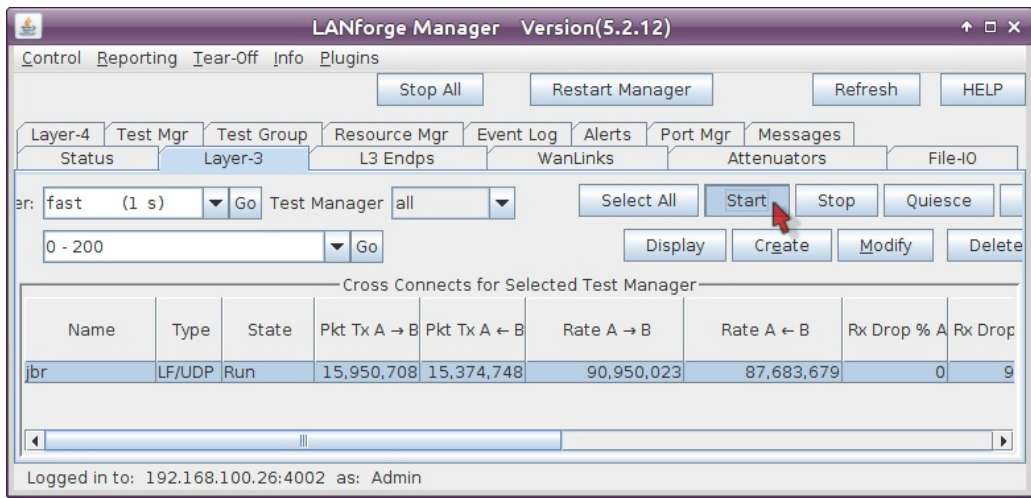 LANforge Manager Version(5.2.12)
Control Reporting Tear-Off Info Plugins
Stop All Restart Manager Refresh HELP
Layer-4 Test Mgr Test Group Resource Mgr Event Log Alerts Port Mgr Messages
Status Layer-3 L3 Endps WanLinks Attenuators File-IO
er: fast (1 s) Go Test Manager all Select All Start Stop Quiesce
0 - 200 Go Display Create Modify Delete
Cross Connects for Selected Test Manager
Name Type State Pkt Tx A → B Pkt Tx A ← B Rate A → B Rate A ← B Rx Drop % A Rx Drop
jbr LF/UDP Run 15,950,708 15,374,748 90,950,023 87,683,679 0 9
Logged in to: 192.168.100.26:4002 as: Admin